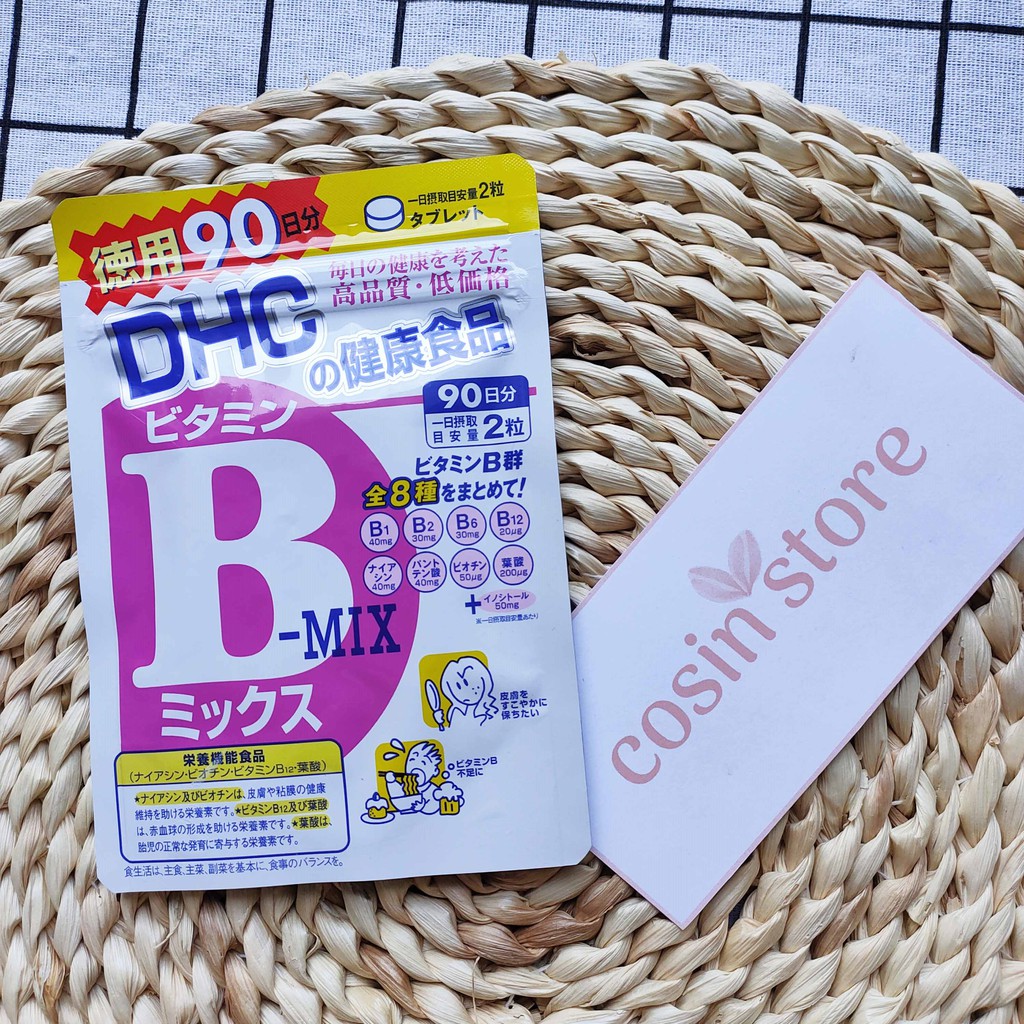 徳用90日分
一日摂取目安量2粒
タブレット
毎日の健康を考えた
高品質・低価格
DHCの健康食品
90日分
一日摂取
目安量 2粒
ビタミン
B
-MIX
ミックス
ビタミンB群
全8種をまとめて!
B1 40mg
B2 30mg
B6 30mg
B12 20μg
ナイアシン 40mg
パントテン酸 40mg
ビオチン 50μg
葉酸 200μg
+イノシトール 50mg
※一日摂取目安量あたり
皮膚を
すこやかに
保ちたい
ビタミンB
不足に
B
栄養機能食品
(ナイアシン・ビオチン・ビタミンB12・葉酸)
★ナイアシン及びビオチンは、皮膚や粘膜の健康
維持を助ける栄養素です。★ビタミンB12及び葉酸
は、赤血球の形成を助ける栄養素です。★葉酸は、
胎児の正常な発育に寄与する栄養素です。
食生活は、主食、主菜、副菜を基本に、食事のバランスを。
cosin store